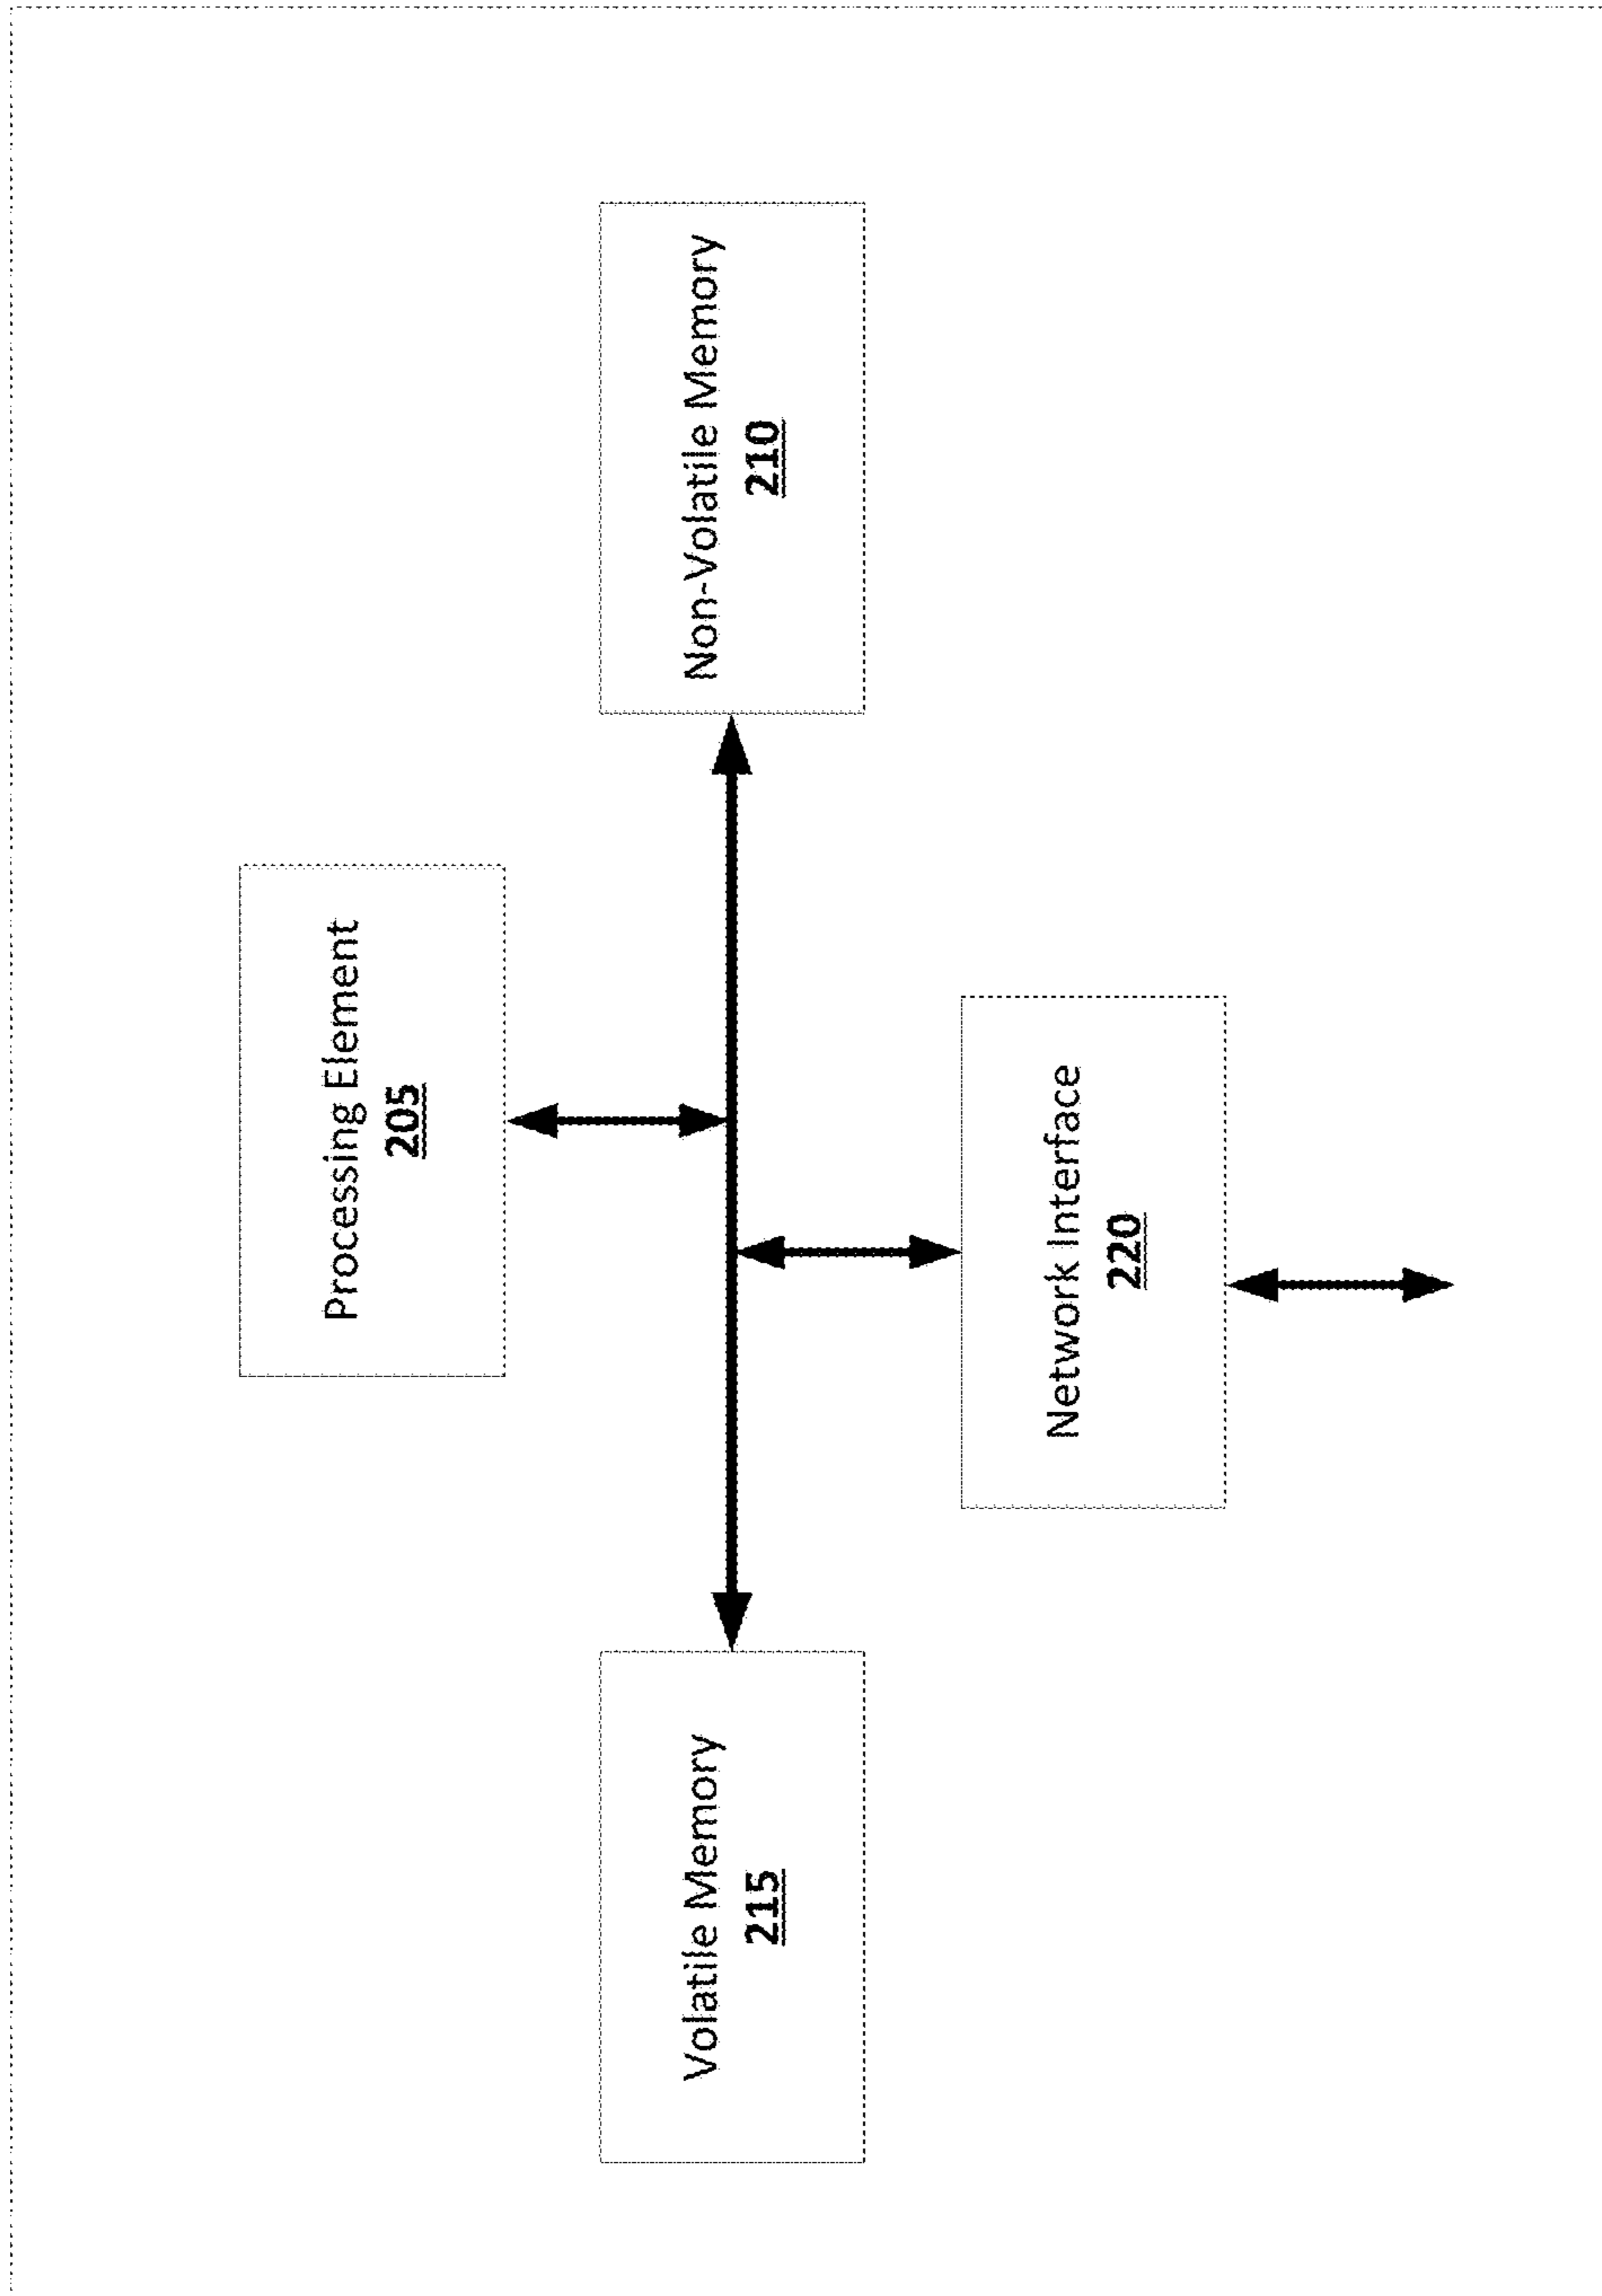 Processing Element
205
Volatile Memory
215
Non-Volatile Memory
210
Network Interface
220